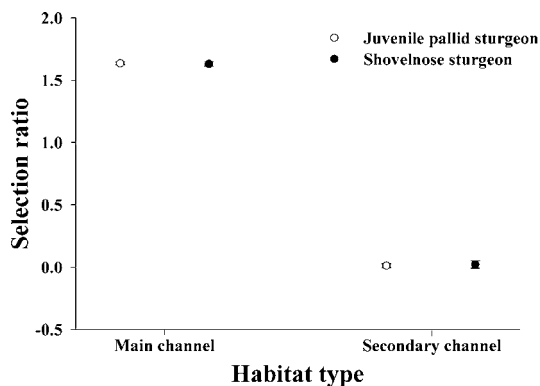 2.0
Juvenile pallid sturgeon
Shovelnose sturgeon
1.5
1.0
0.5
0.0
-0.5
Selection ratio
Main channel
Secondary channel
Habitat type